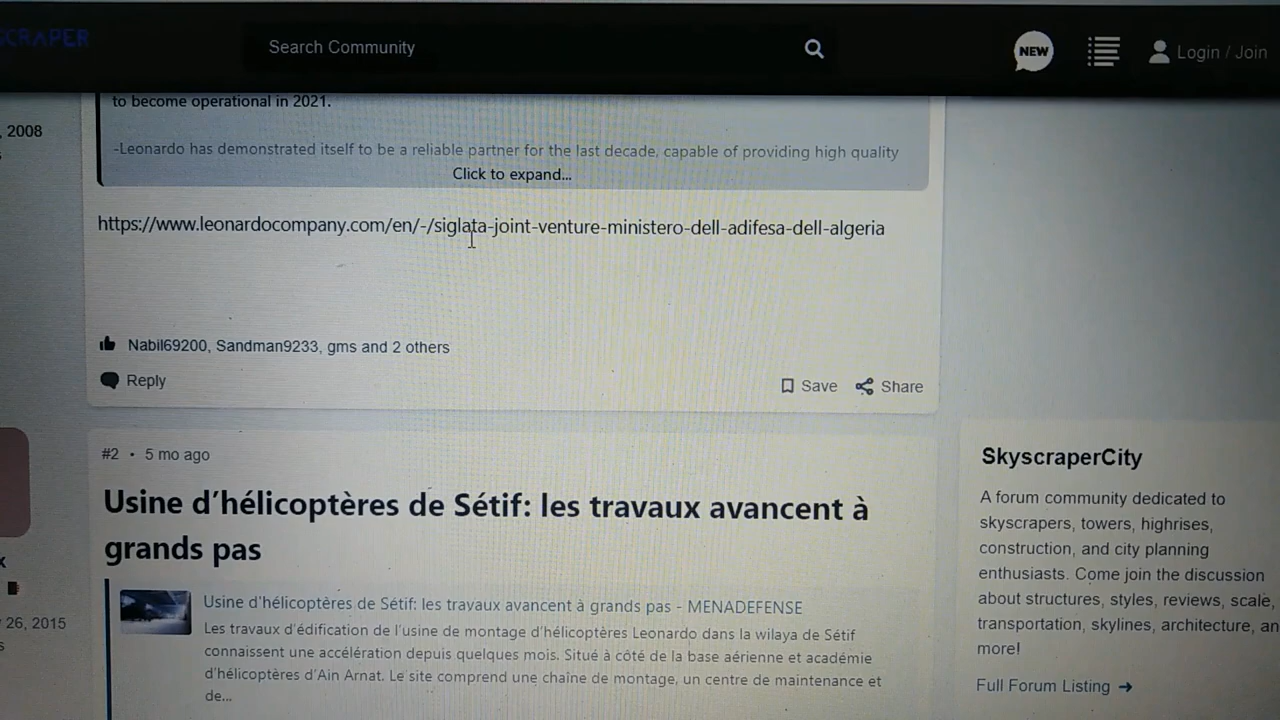 SCRAPER
Search Community
NEW
Login / Join
, 2008
to become operational in 2021.
-Leonardo has demonstrated itself to be a reliable partner for the last decade, capable of providing high quality
Click to expand...
https://www.leonardocompany.com/en/-/siglata-joint-venture-ministero-dell-adifesa-dell-algeria
Nabil69200, Sandman9233, gms and 2 others
Reply
Save
Share
#2 • 5 mo ago
Usine d'hélicoptères de Sétif: les travaux avancent à
grands pas
Usine d'hélicoptères de Sétif: les travaux avancent à grands pas - MENADEFENSE
Les travaux d'édification de l'usine de montage d'hélicoptères Leonardo dans la wilaya de Sétif
connaissent une accélération depuis quelques mois. Situé à côté de la base aérienne et académie
d'hélicoptères d'Ain Arnat. Le site comprend une chaine de montage, un centre de maintenance et
de...
26, 2015
SkyscraperCity
A forum community dedicated to
skyscrapers, towers, highrises,
construction, and city planning
enthusiasts. Come join the discussion
about structures, styles, reviews, scale,
transportation, skylines, architecture, an
more!
Full Forum Listing →